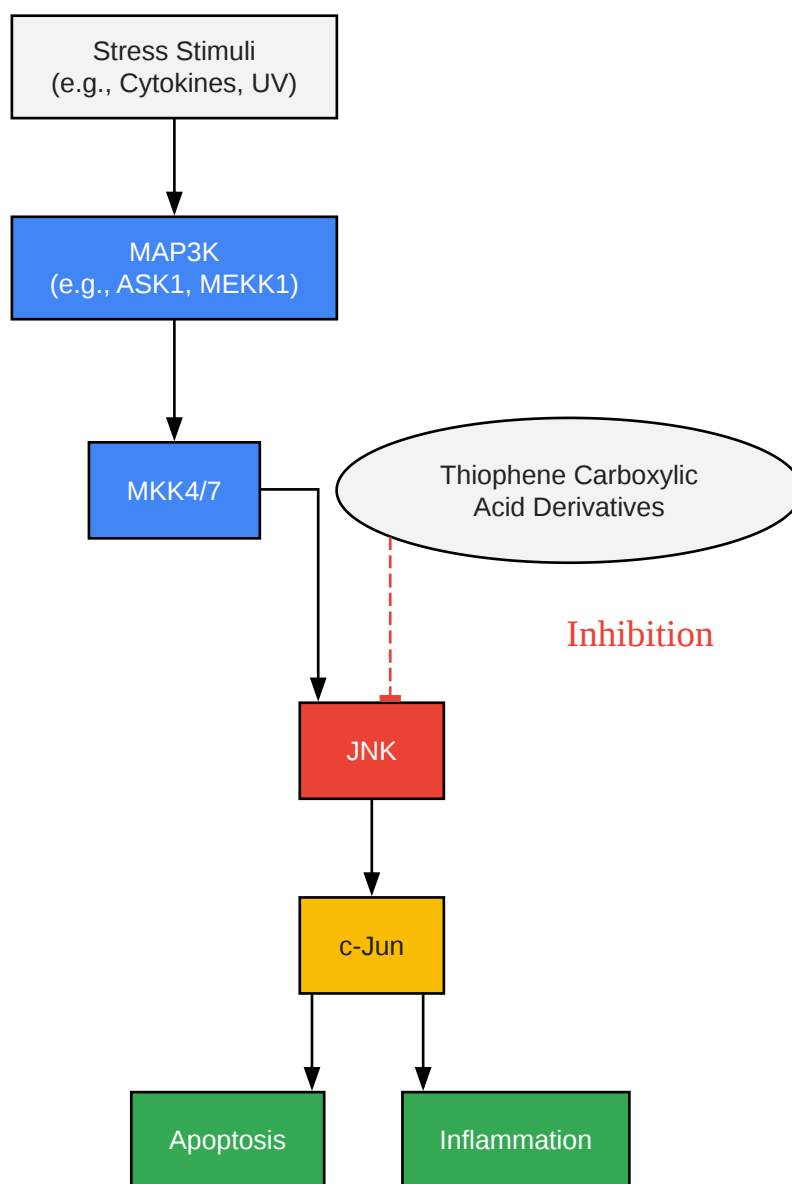 Stress Stimuli
(e.g., Cytokines, UV)
MAP3K
(e.g., ASK1, MEKK1)
MKK4/7
Thiophene Carboxylic
Acid Derivatives
Inhibition
JNK
c-Jun
Apoptosis
Inflammation